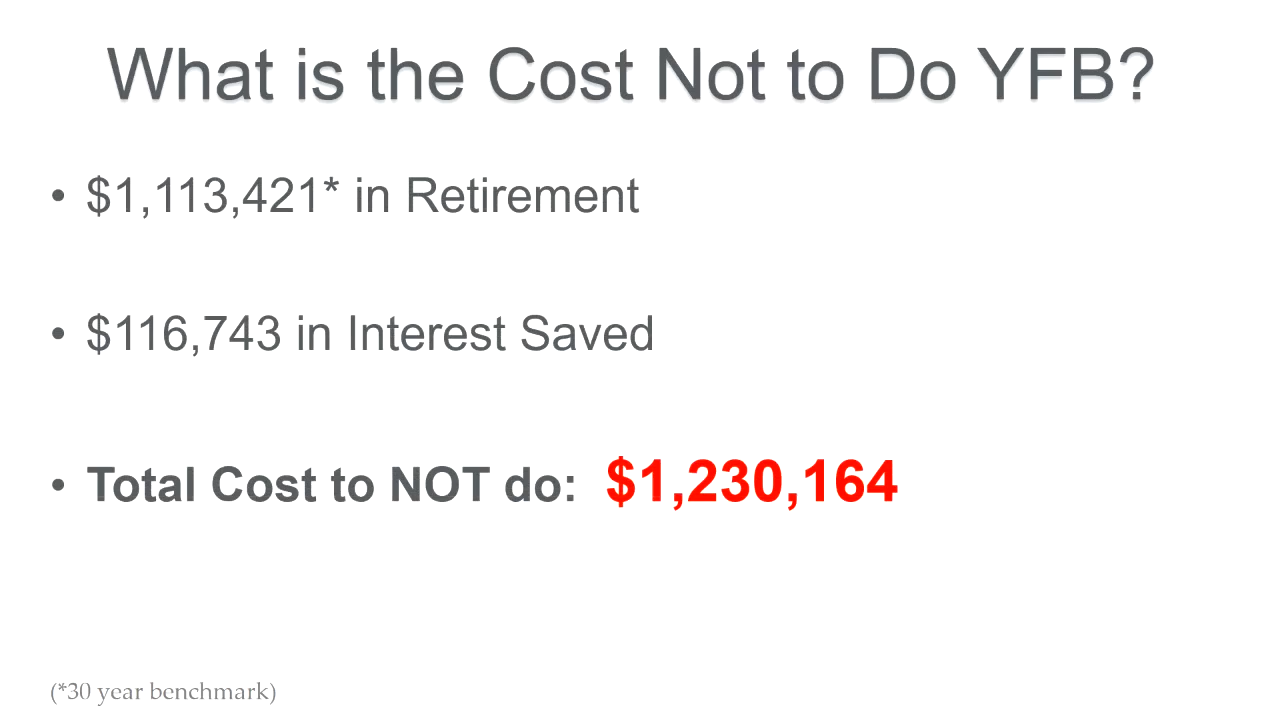 What is the Cost Not to Do YFB?
• $1,113,421* in Retirement
• $116,743 in Interest Saved
• Total Cost to NOT do: $1,230,164
(*30 year benchmark)